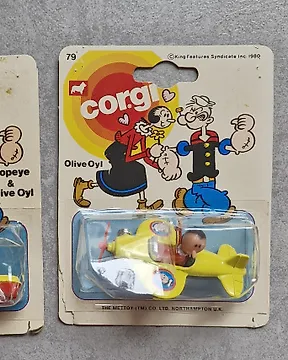 79
©King Features Syndicate Inc. 1980
corgi
Olive Oyl
opeye
&
ive Oyl
THE METTOY (TM) CO. LTD. NORTHAMPTON U.K.